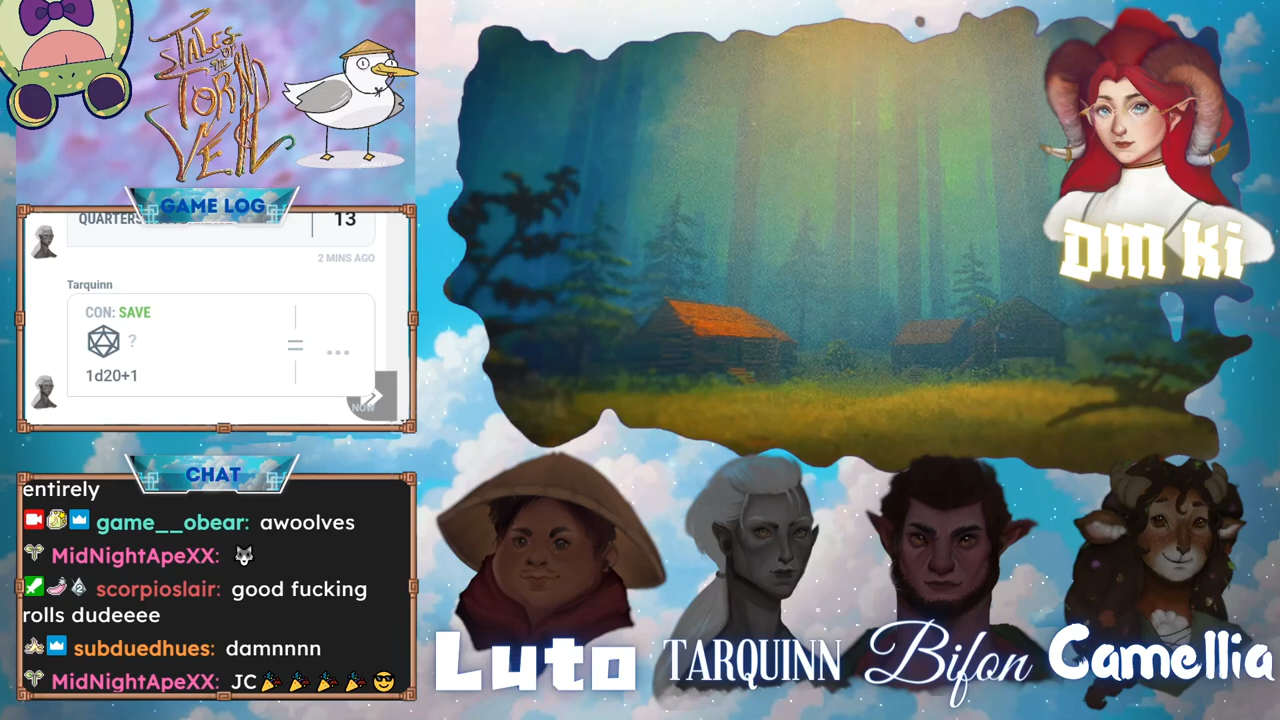 TALES
OF
THE
TORN
VEIL
GAME LOG
13
2 MINS AGO
Tarquinn
CON: SAVE
? = ...
1d20+1
NOW
CHAT
entirely
game__obear: awoolves
MidNightApeXX: 🐺
scorpioslair: good fucking
rolls dudeeee
subduedhues: damnnnn
MidNightApeXX: JC 🎉 🎉 🎉 🎉 😎
DM Ki
Luto
TARQUINN
Bifon
Camellia